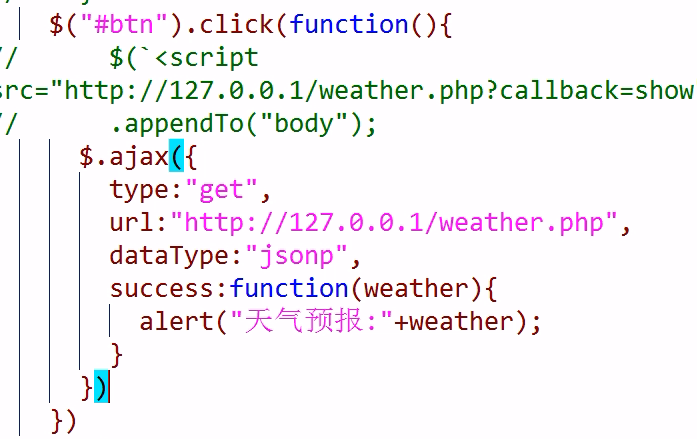 $("#btn").click(function(){
//      $(`<script
src="http://127.0.0.1/weather.php?callback=show
//      .appendTo("body");
$.ajax({
type:"get",
url:"http://127.0.0.1/weather.php",
dataType:"jsonp",
success:function(weather){
alert("天气预报:"+weather);
}
})
})